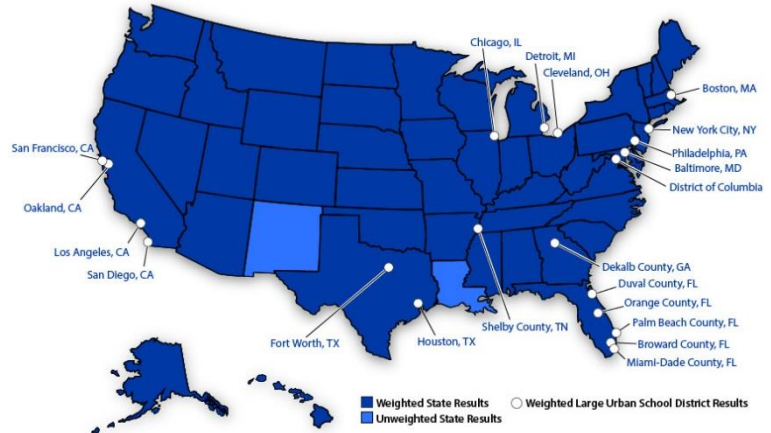 Chicago, IL
Detroit, MI
Cleveland, OH
Boston, MA
New York City, NY
Philadelphia, PA
Baltimore, MD
District of Columbia
San Francisco, CA
Oakland, CA
Los Angeles, CA
San Diego, CA
Dekalb County, GA
Duval County, FL
Orange County, FL
Palm Beach County, FL
Broward County, FL
Miami-Dade County, FL
Shelby County, TN
Fort Worth, TX
Houston, TX
Weighted State Results
Weighted Large Urban School District Results
Unweighted State Results